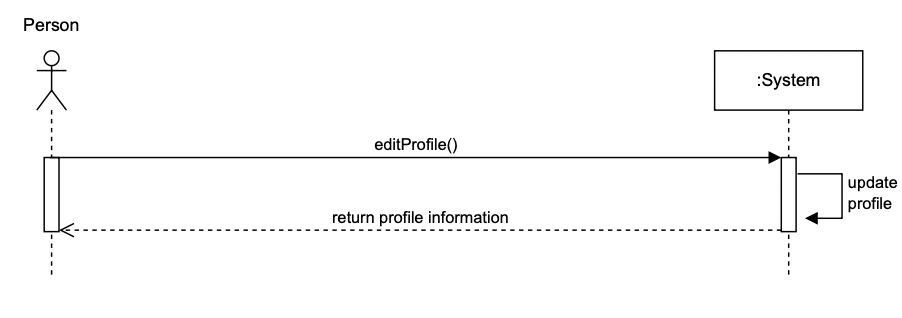 Person
:System
editProfile()
update
profile
return profile information